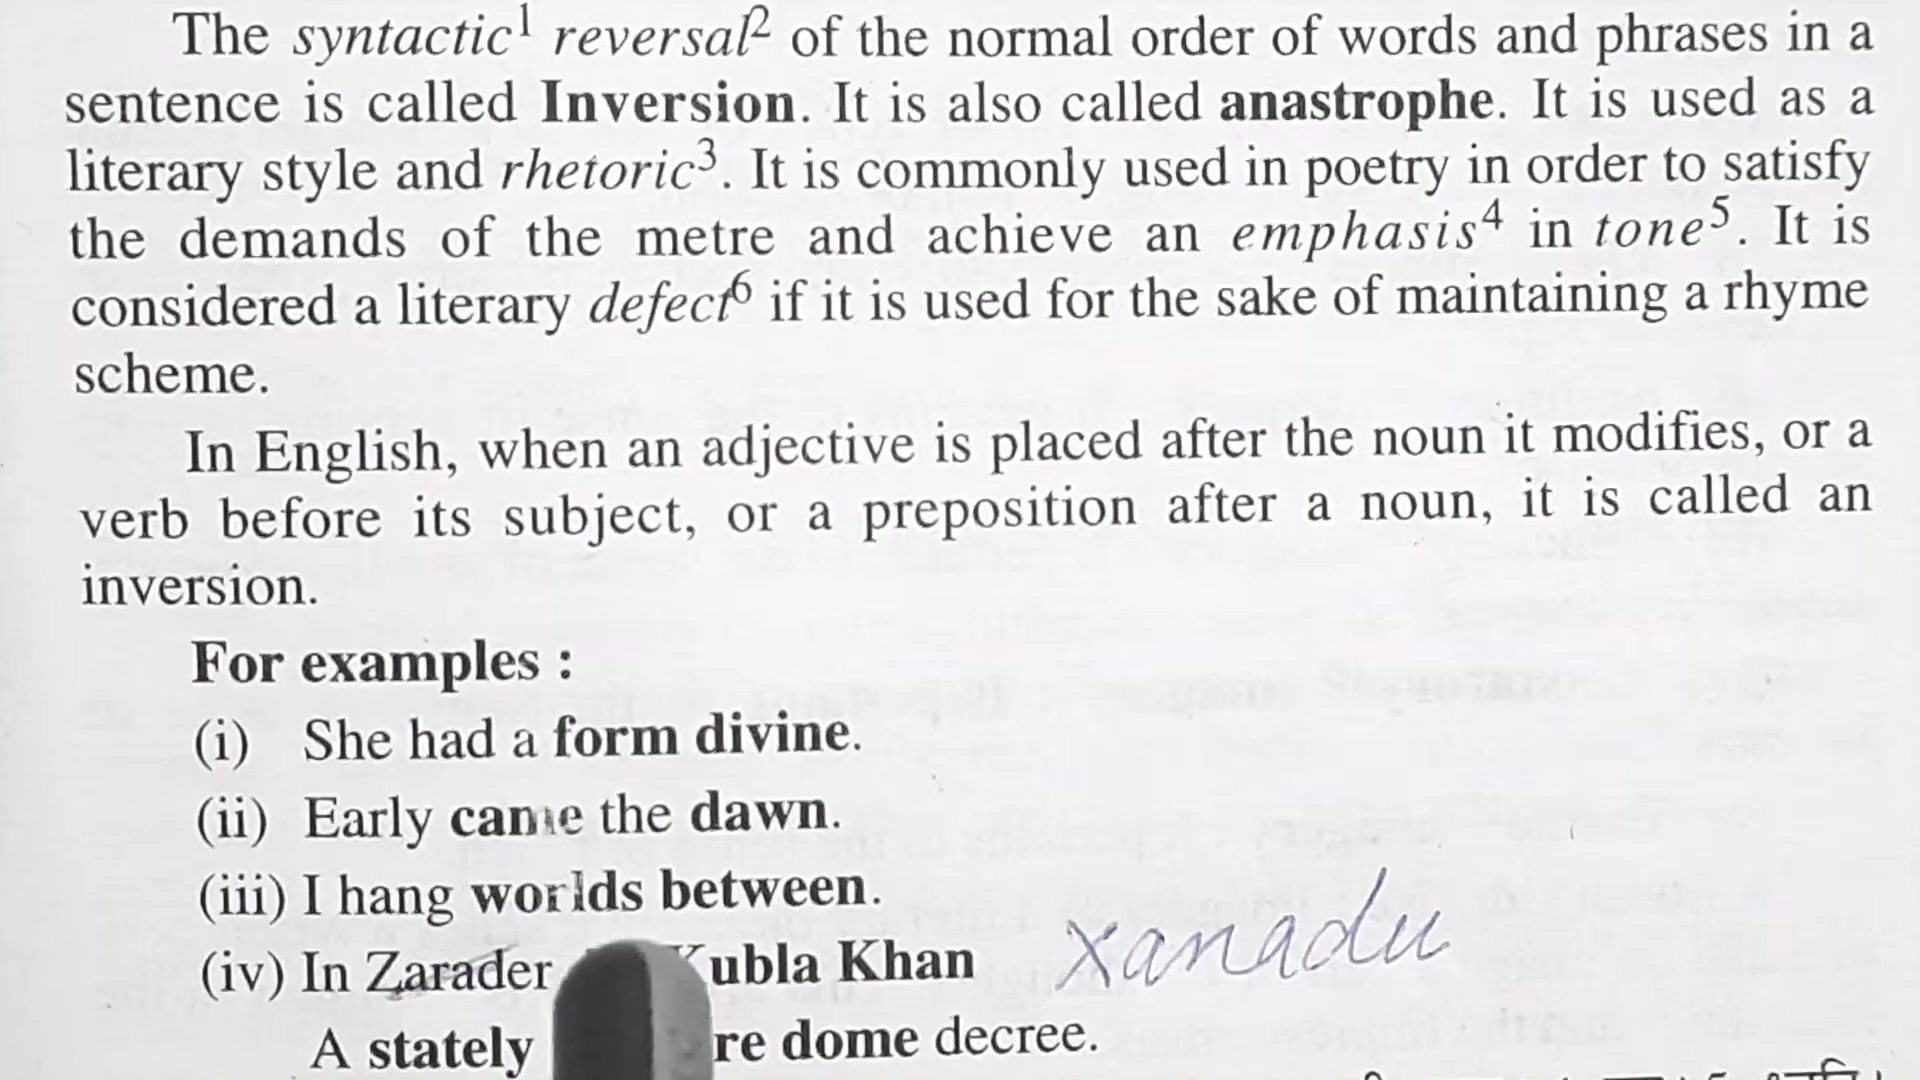 The syntactic¹ reversal² of the normal order of words and phrases in a
sentence is called Inversion. It is also called anastrophe. It is used as a
literary style and rhetoric³. It is commonly used in poetry in order to satisfy
the demands of the metre and achieve an emphasis⁴ in tone⁵. It is
considered a literary defect⁶ if it is used for the sake of maintaining a rhyme
scheme.
In English, when an adjective is placed after the noun it modifies, or a
verb before its subject, or a preposition after a noun, it is called an
inversion.
For examples :
(i) She had a form divine.
(ii) Early came the dawn.
(iii) I hang worlds between.
(iv) In Zarader Khan xanadu
A stately dome decree.